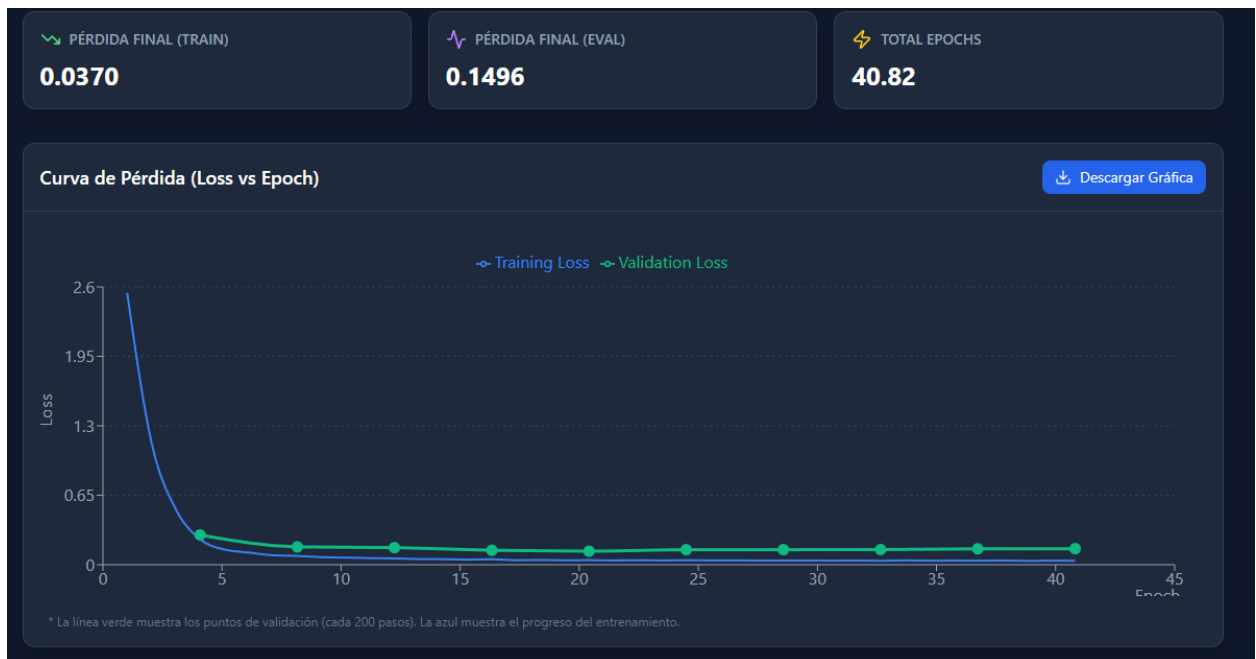 PÉRDIDA FINAL (TRAIN)
0.0370
PÉRDIDA FINAL (EVAL)
0.1496
TOTAL EPOCHS
40.82
Curva de Pérdida (Loss vs Epoch)
Descargar Gráfica
Training Loss
Validation Loss
2.6
1.95
1.3
0.65
0
Loss
0
5
10
15
20
25
30
35
40
45
Epoch
* La línea verde muestra los puntos de validación (cada 200 pasos). La azul muestra el progreso del entrenamiento.